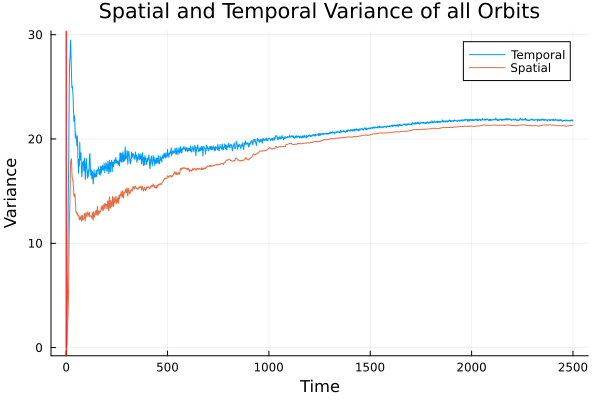 Spatial and Temporal Variance of all Orbits
Variance
30
20
10
0
Temporal
Spatial
0 500 1000 1500 2000 2500
Time